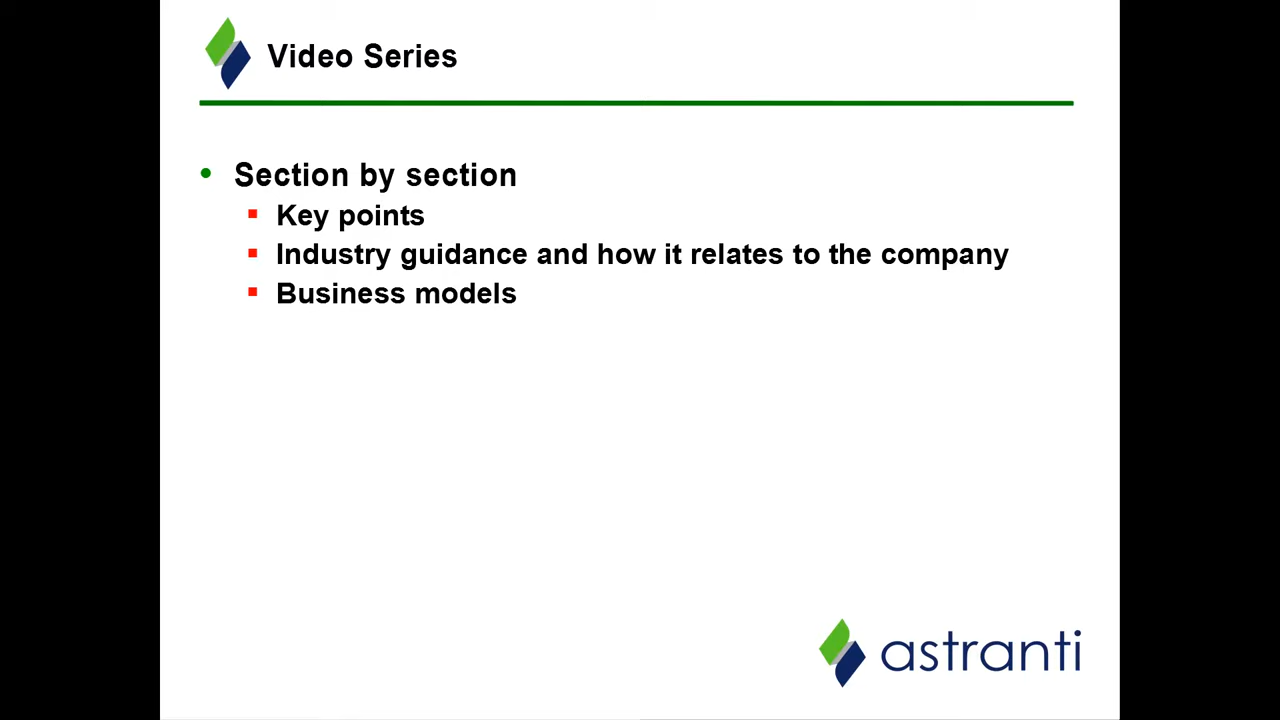 Video Series
• Section by section
▪ Key points
▪ Industry guidance and how it relates to the company
▪ Business models
astranti